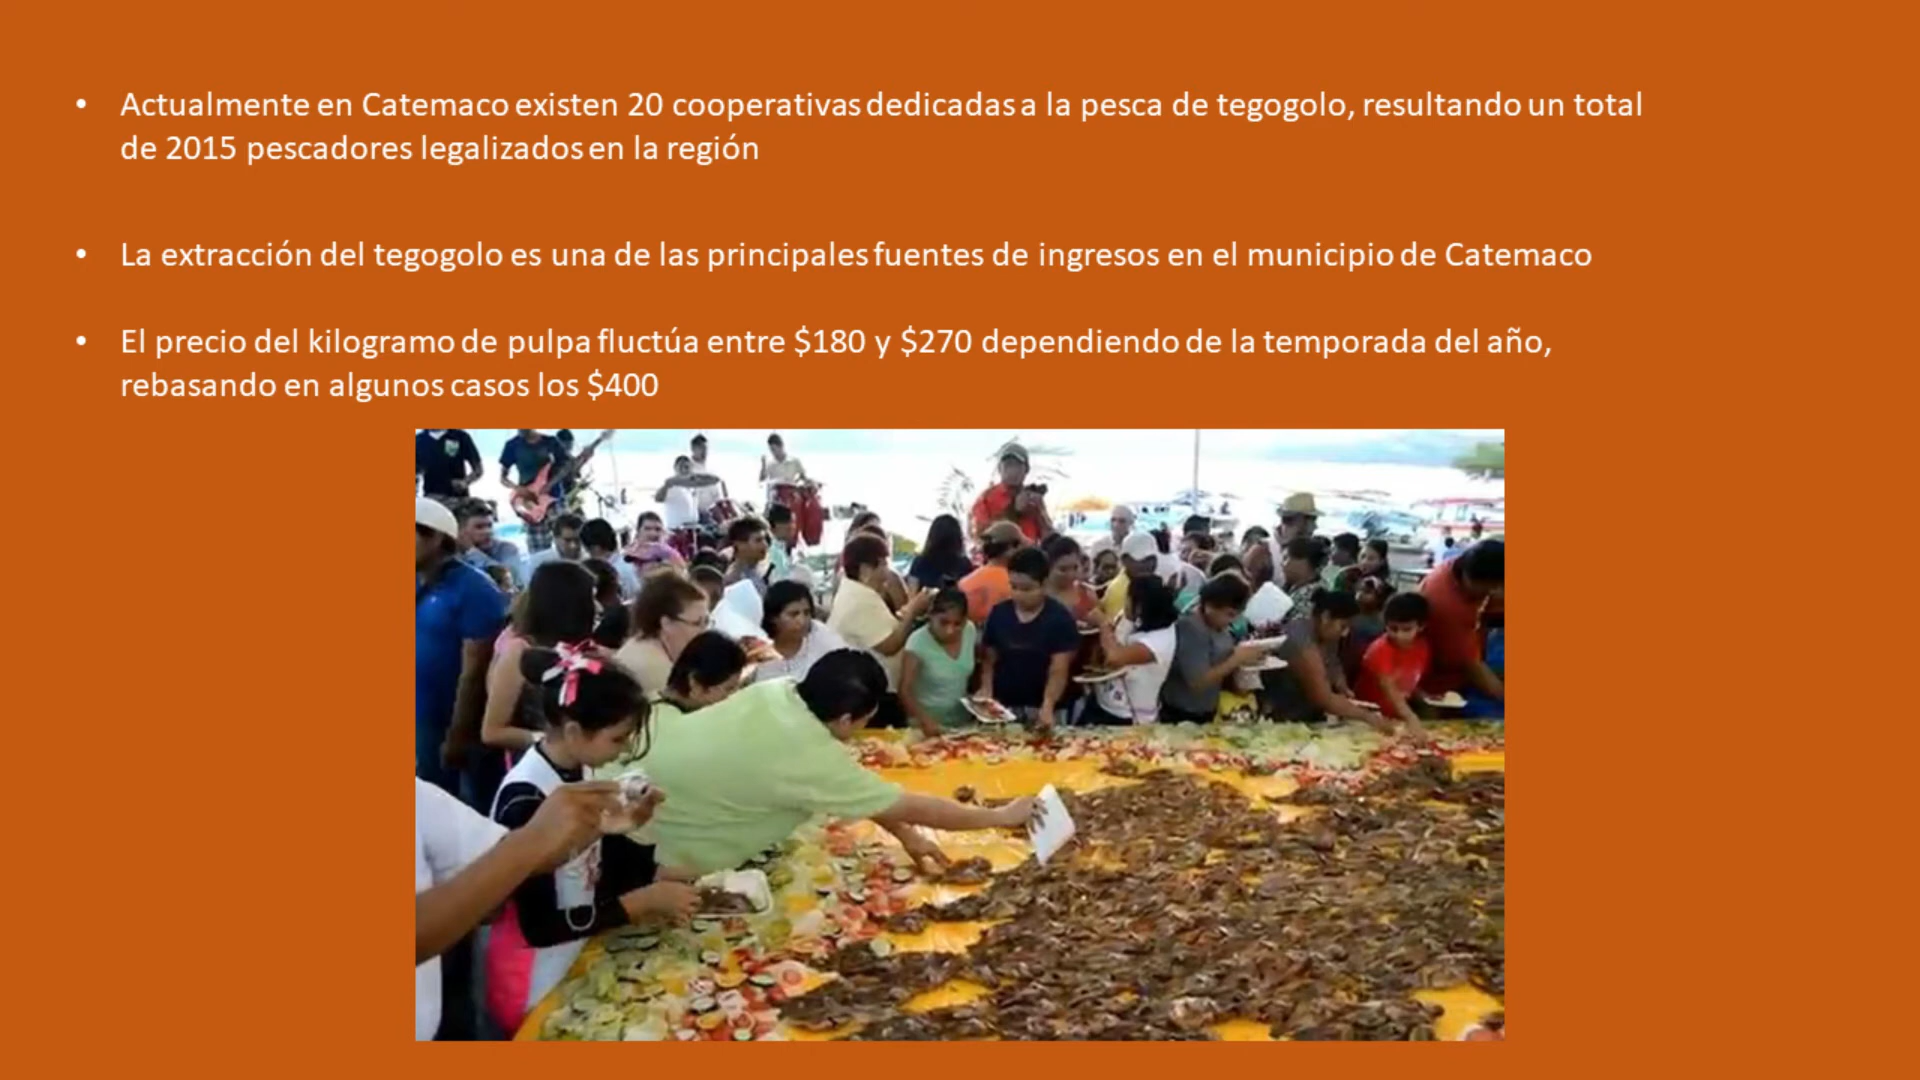 • Actualmente en Catemaco existen 20 cooperativas dedicadas a la pesca de tegogolo, resultando un total
de 2015 pescadores legalizados en la región
• La extracción del tegogolo es una de las principales fuentes de ingresos en el municipio de Catemaco
• El precio del kilogramo de pulpa fluctúa entre $180 y $270 dependiendo de la temporada del año,
rebasando en algunos casos los $400